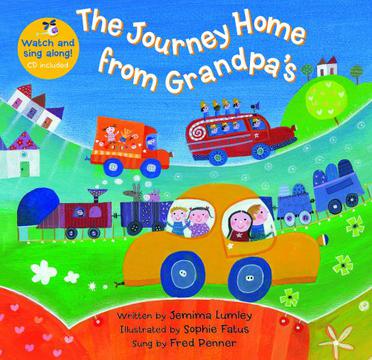 The Journey Home
from Grandpa's
Watch and
sing along!
CD included
Written by Jemima Lumley
Illustrated by Sophie Fatus
Sung by Fred Penner